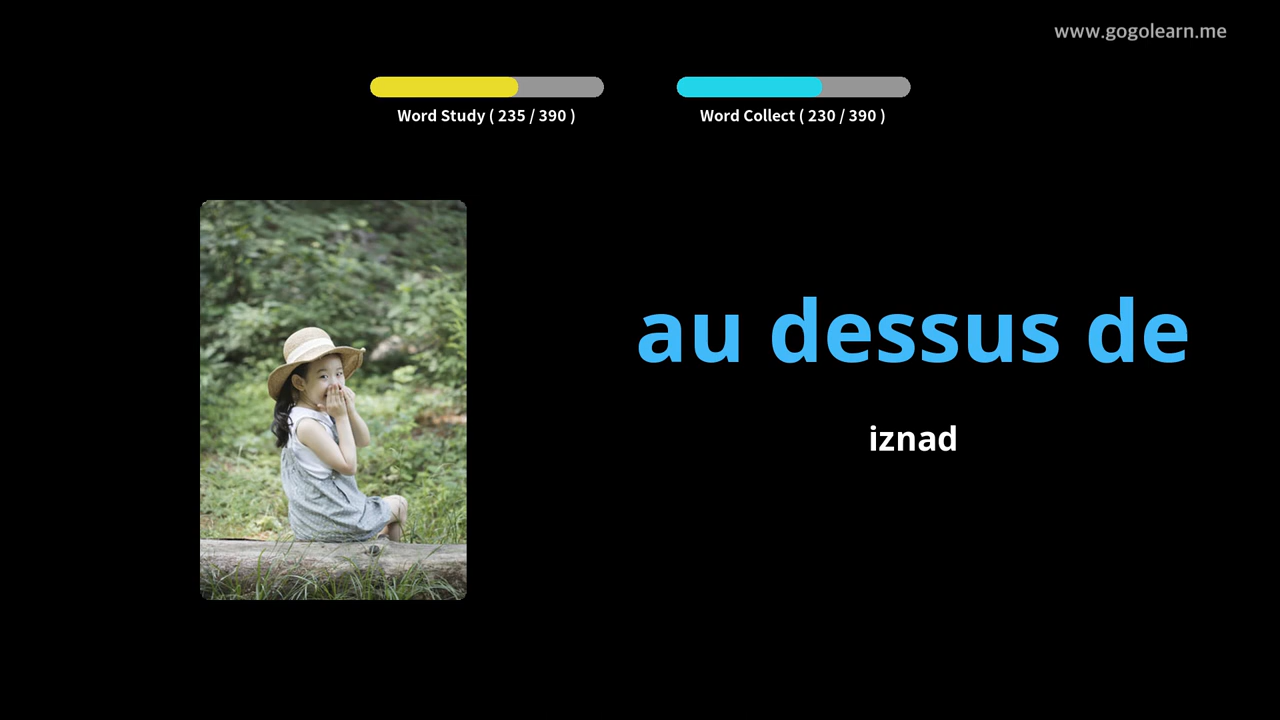 www.gogolearn.me
Word Study ( 235 / 390 )
Word Collect ( 230 / 390 )
au dessus de
iznad